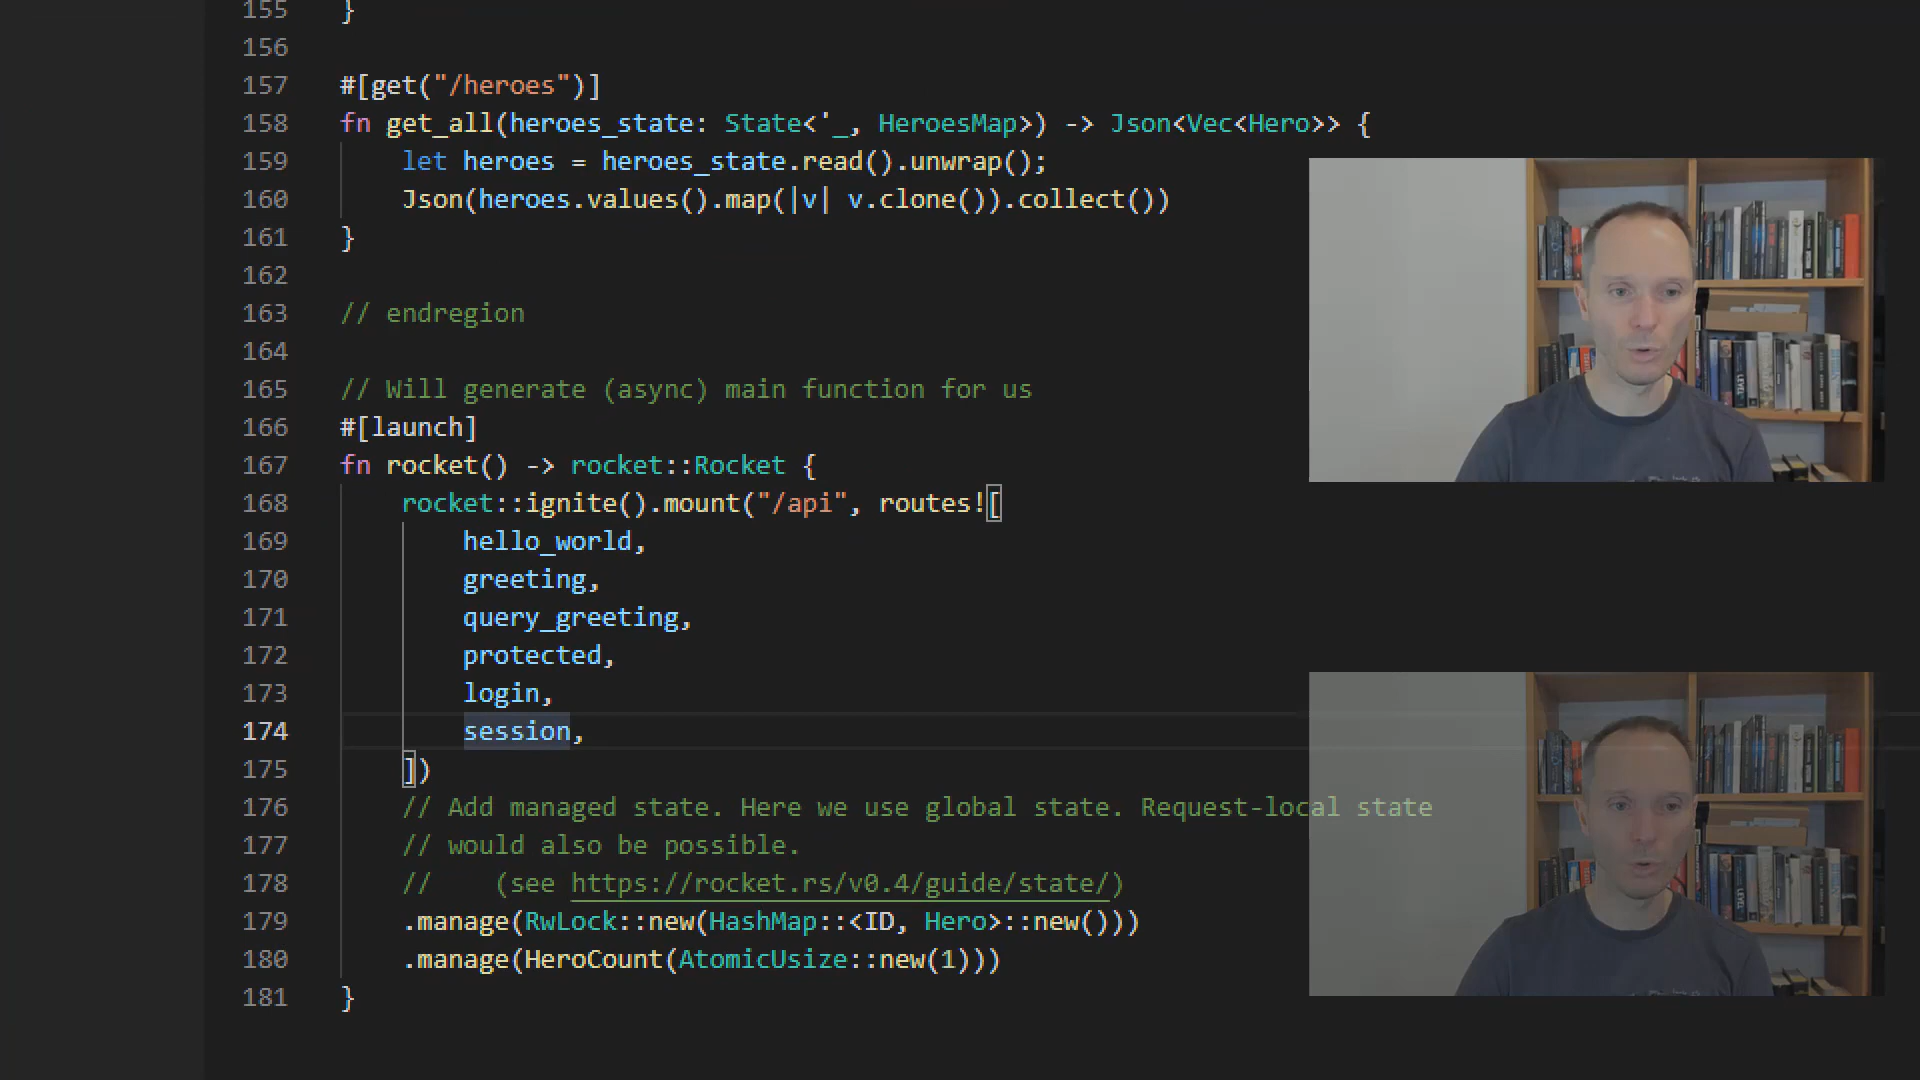 155 }
156
157 #[get("/heroes")]
158 fn get_all(heroes_state: State<'_, HeroesMap>) -> Json<Vec<Hero>> {
159 let heroes = heroes_state.read().unwrap();
160 Json(heroes.values().map(|v| v.clone()).collect())
161 }
162
163 // endregion
164
165 // Will generate (async) main function for us
166 #[launch]
167 fn rocket() -> rocket::Rocket {
168 rocket::ignite().mount("/api", routes![
169 hello_world,
170 greeting,
171 query_greeting,
172 protected,
173 login,
174 session,
175 ])
176 // Add managed state. Here we use global state. Request-local state
177 // would also be possible.
178 // (see https://rocket.rs/v0.4/guide/state/)
179 .manage(RwLock::new(HashMap::<ID, Hero>::new()))
180 .manage(HeroCount(AtomicUsize::new(1)))
181 }